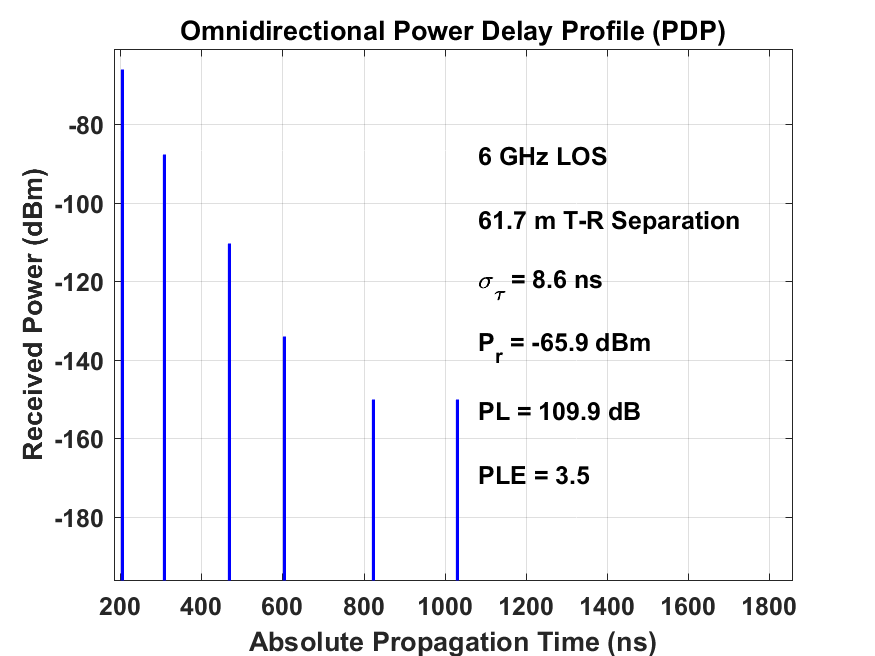 Omnidirectional Power Delay Profile (PDP)
Received Power (dBm)
-80
-100
-120
-140
-160
-180
6 GHz LOS
61.7 m T-R Separation
στ = 8.6 ns
Pr = -65.9 dBm
PL = 109.9 dB
PLE = 3.5
200 400 600 800 1000 1200 1400 1600 1800
Absolute Propagation Time (ns)